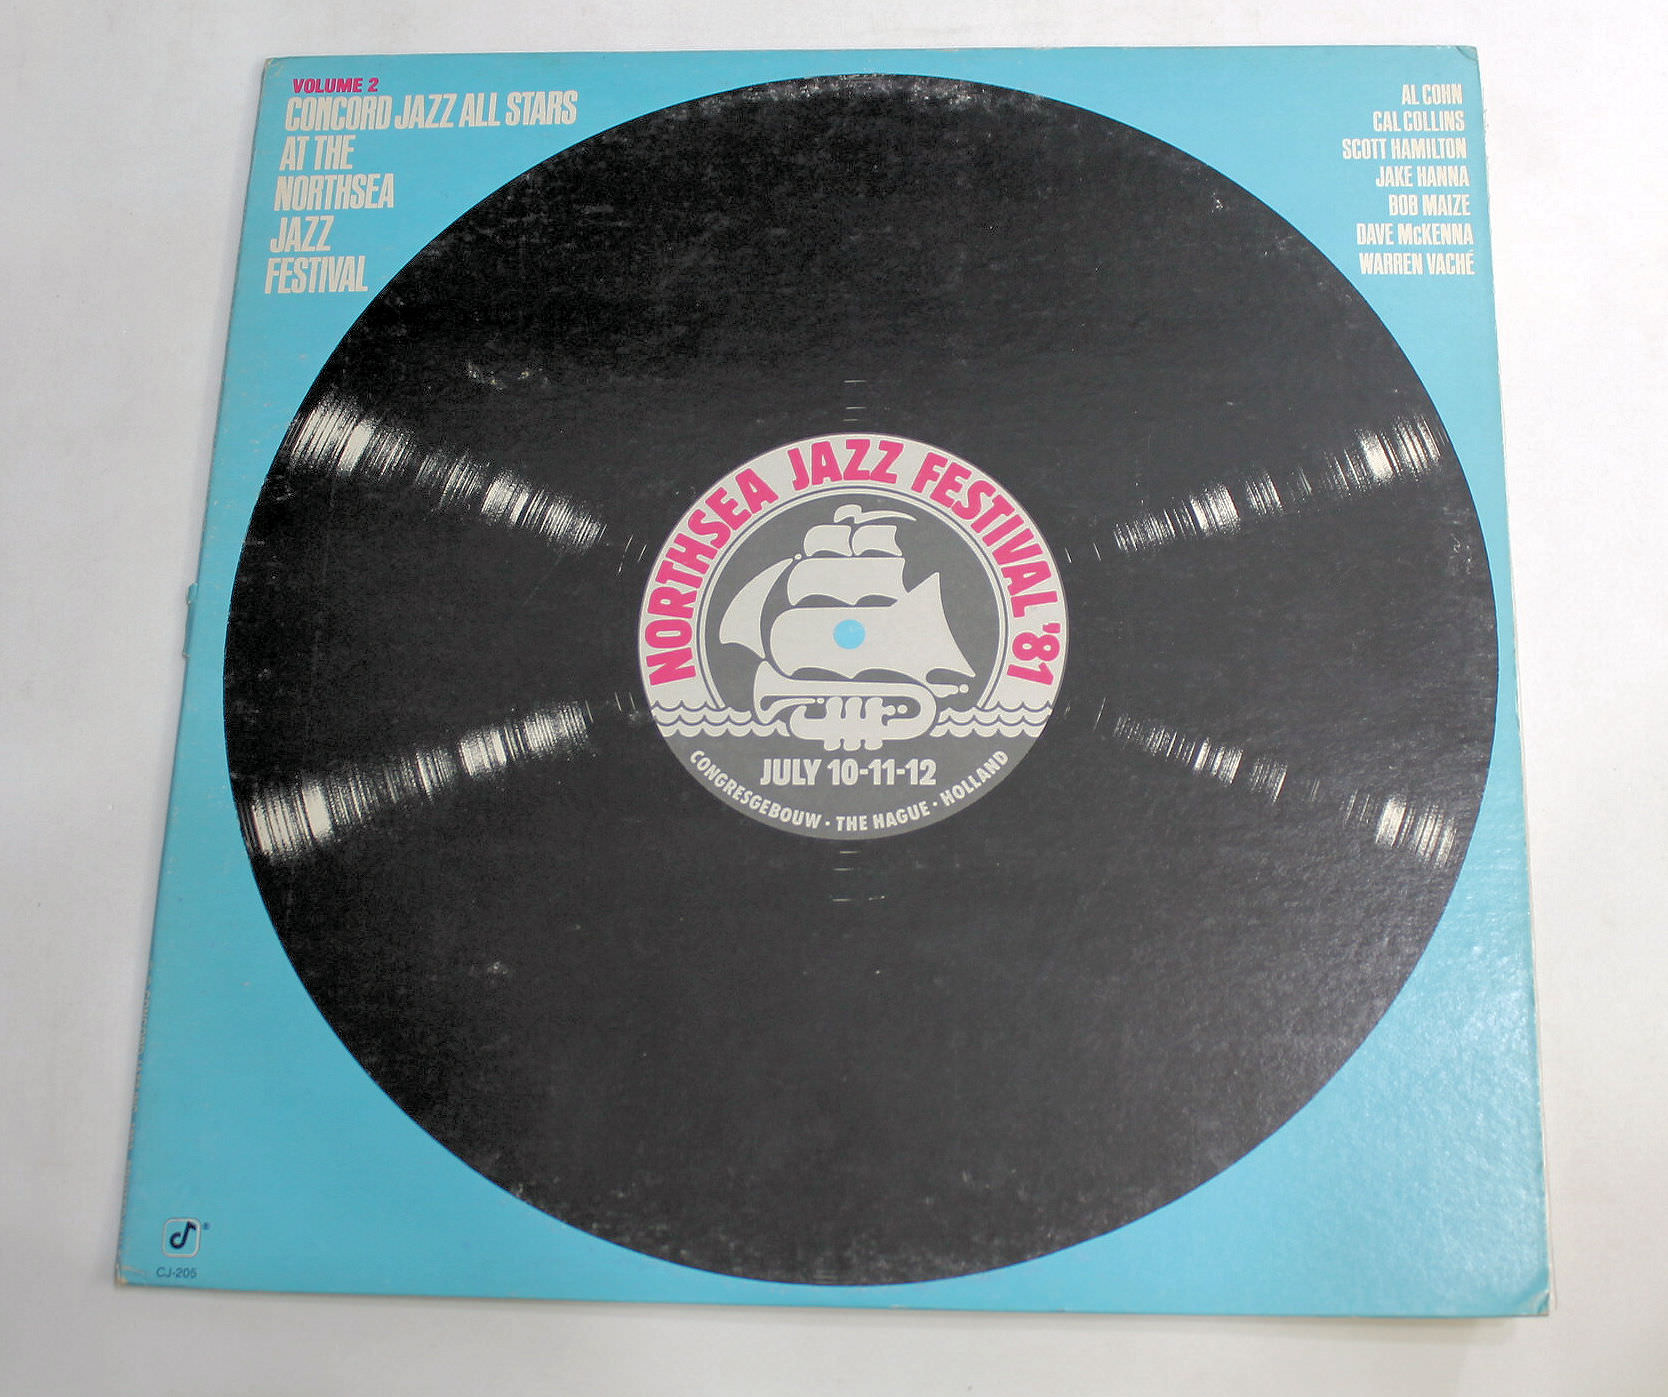 VOLUME 2
CONCORD JAZZ ALL STARS
AT THE
NORTHSEA
JAZZ
FESTIVAL
AL COHN
CAL COLLINS
SCOTT HAMILTON
JAKE HANNA
BOB MAIZE
DAVE McKENNA
WARREN VACHÉ
NORTHSEA JAZZ FESTIVAL '81
JULY 10-11-12
CONGRESGEBOUW · THE HAGUE · HOLLAND
®
CJ-205